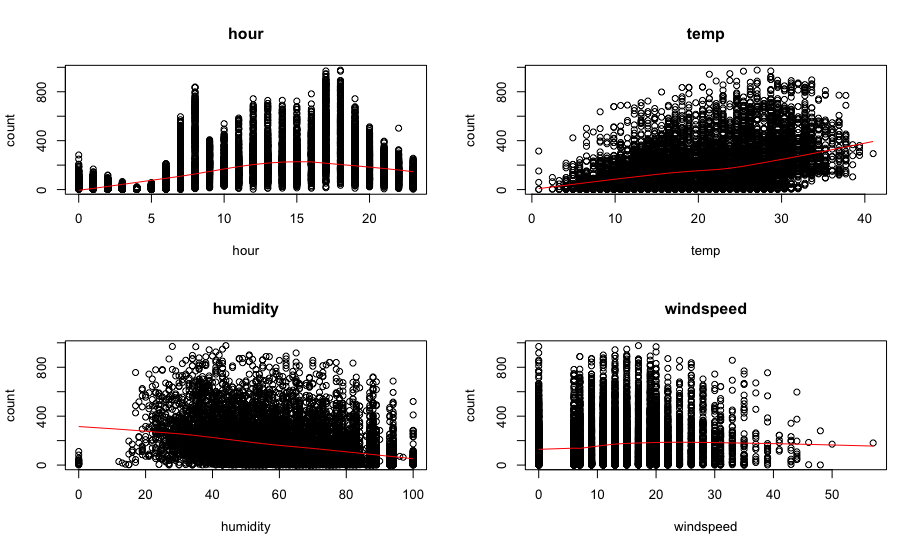 hour
count
0 400 800
0 5 10 15 20
hour
temp
count
0 400 800
0 10 20 30 40
temp
humidity
count
0 400 800
0 20 40 60 80 100
humidity
windspeed
count
0 400 800
0 10 20 30 40 50
windspeed